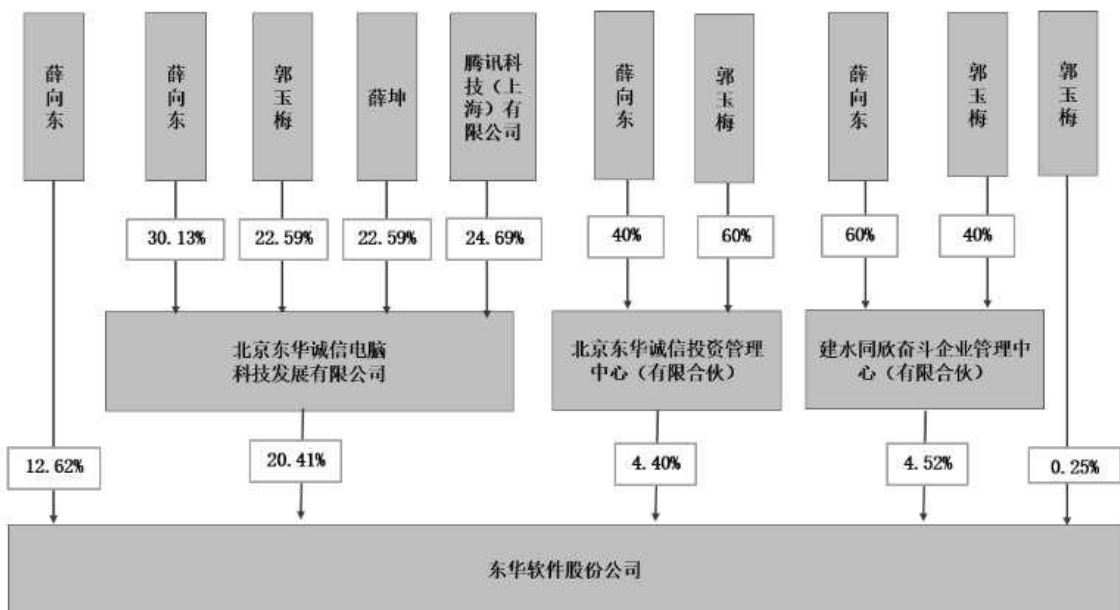 薛向东
薛向东
郭玉梅
薛坤
腾讯科
技（上
海）有
限公司
薛向东
郭玉梅
薛向东
郭玉梅
郭玉梅
30.13%
22.59%
22.59%
24.69%
40%
60%
60%
40%
北京东华诚信电脑
科技发展有限公司
北京东华诚信投资管理
中心（有限合伙）
建水同欣奋斗企业管理中
心（有限合伙）
12.62%
20.41%
4.40%
4.52%
0.25%
东华软件股份公司